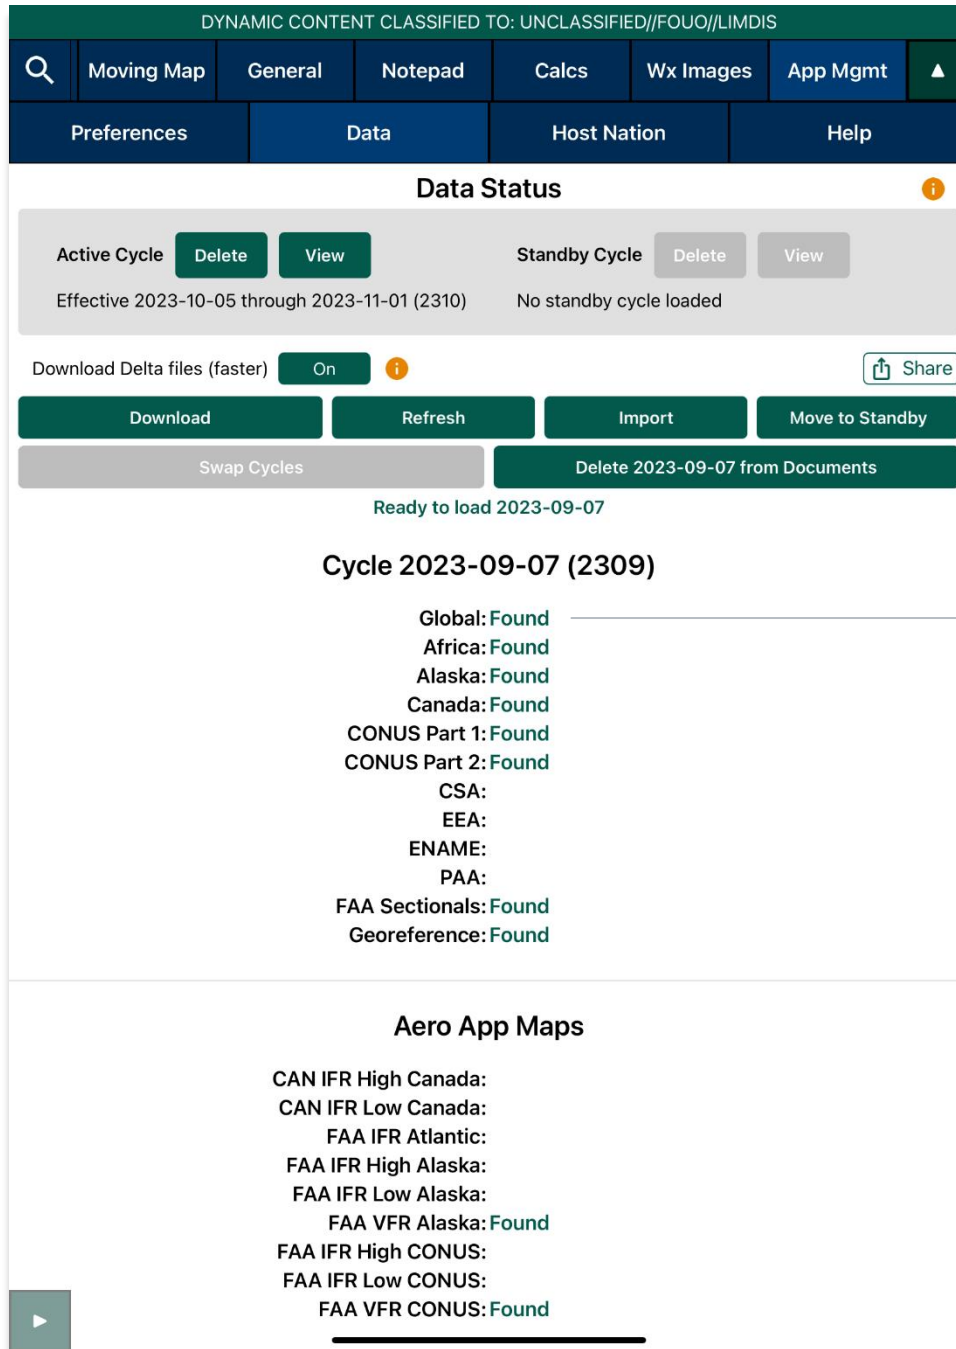 DYNAMIC CONTENT CLASSIFIED TO: UNCLASSIFIED//FOUO//LIMDIS
Moving Map General Notepad Calcs Wx Images App Mgmt
Preferences Data Host Nation Help
Data Status
Active Cycle Delete View Standby Cycle Delete View
Effective 2023-10-05 through 2023-11-01 (2310) No standby cycle loaded
Download Delta files (faster) On Share
Download Refresh Import Move to Standby
Swap Cycles Delete 2023-09-07 from Documents
Ready to load 2023-09-07
Cycle 2023-09-07 (2309)
Global: Found
Africa: Found
Alaska: Found
Canada: Found
CONUS Part 1: Found
CONUS Part 2: Found
CSA:
EEA:
ENAME:
PAA:
FAA Sectionals: Found
Georeference: Found
Aero App Maps
CAN IFR High Canada:
CAN IFR Low Canada:
FAA IFR Atlantic:
FAA IFR High Alaska:
FAA IFR Low Alaska:
FAA VFR Alaska: Found
FAA IFR High CONUS:
FAA IFR Low CONUS:
FAA VFR CONUS: Found